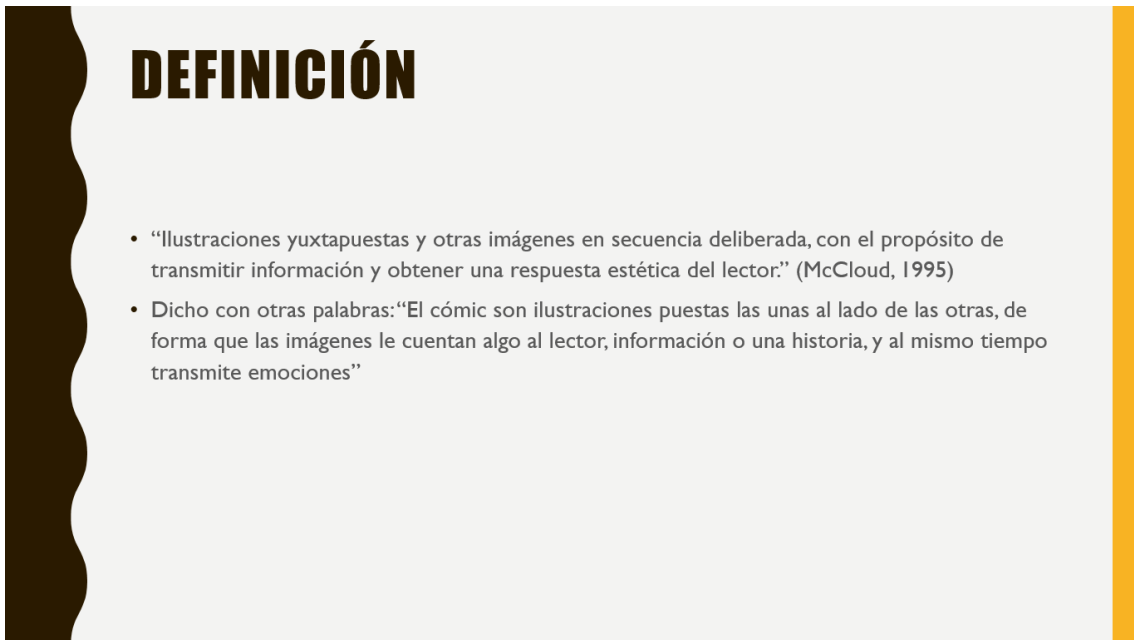 DEFINICIÓN
• “Ilustraciones yuxtapuestas y otras imágenes en secuencia deliberada, con el propósito de
transmitir información y obtener una respuesta estética del lector.” (McCloud, 1995)
• Dicho con otras palabras: “El cómic son ilustraciones puestas las unas al lado de las otras, de
forma que las imágenes le cuentan algo al lector, información o una historia, y al mismo tiempo
transmite emociones”